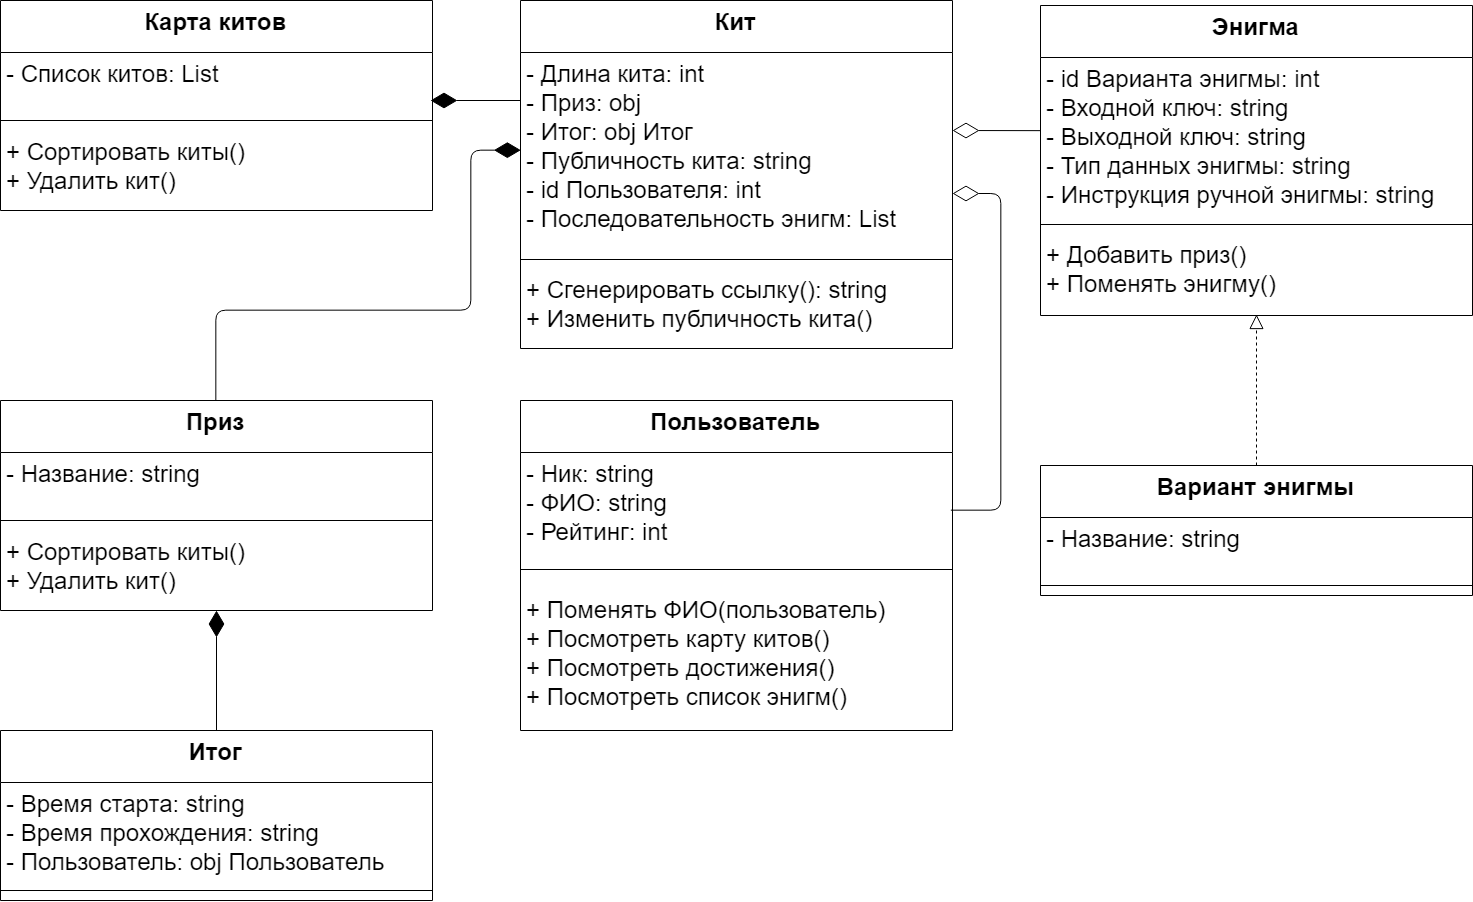 Карта китов
- Список китов: List
+ Сортировать киты()
+ Удалить кит()
Кит
- Длина кита: int
- Приз: obj
- Итог: obj Итог
- Публичность кита: string
- id Пользователя: int
- Последовательность энигм: List
+ Сгенерировать ссылку(): string
+ Изменить публичность кита()
Энигма
- id Варианта энигмы: int
- Входной ключ: string
- Выходной ключ: string
- Тип данных энигмы: string
- Инструкция ручной энигмы: string
+ Добавить приз()
+ Поменять энигму()
Приз
- Название: string
+ Сортировать киты()
+ Удалить кит()
Пользователь
- Ник: string
- ФИО: string
- Рейтинг: int
+ Поменять ФИО(пользователь)
+ Посмотреть карту китов()
+ Посмотреть достижения()
+ Посмотреть список энигм()
Вариант энигмы
- Название: string
Итог
- Время старта: string
- Время прохождения: string
- Пользователь: obj Пользователь